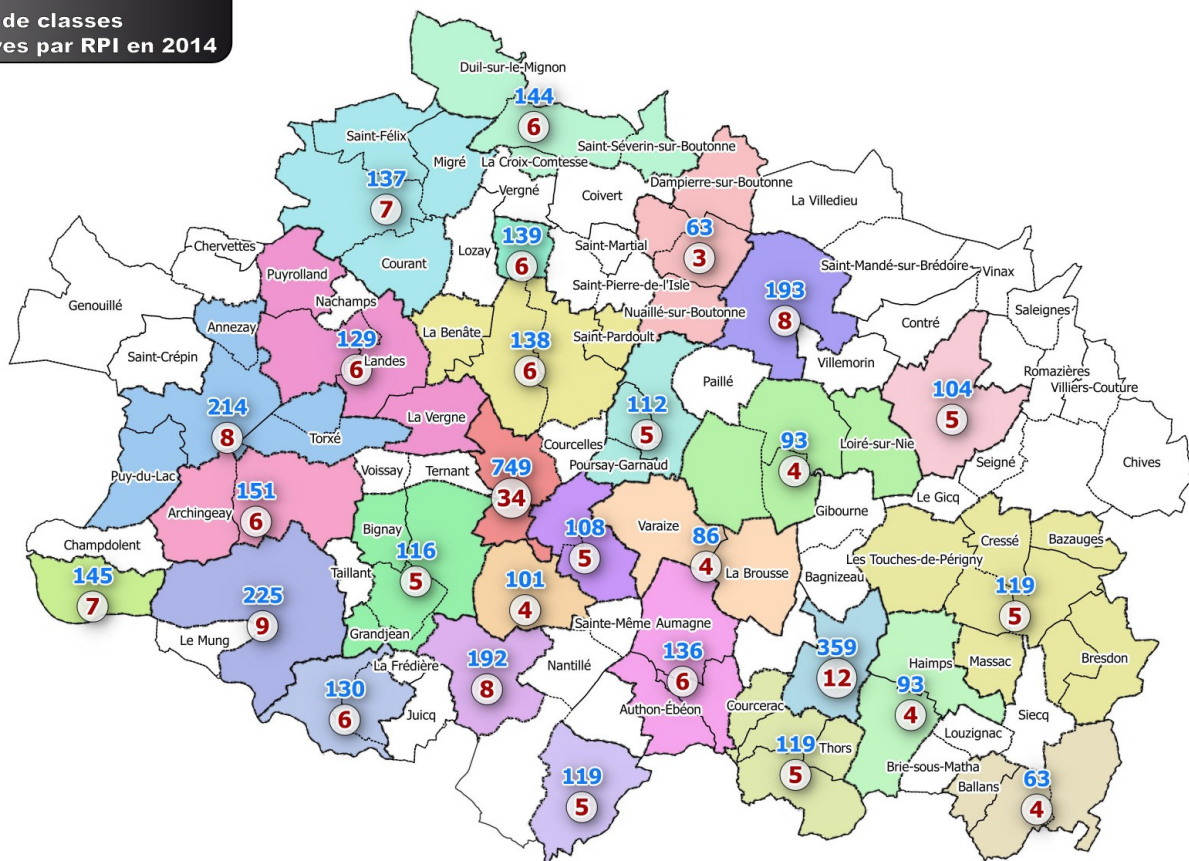 de classes
es par RPI en 2014
Duil-sur-le-Mignon
144
6
Saint-Félix
Migré
La Croix-Comtesse
Saint-Séverin-sur-Boutonne
137
7
Vergné
Coivert
Dampierre-sur-Boutonne
La Villedieu
Chervettes
Puyrolland
Courant
Lozay
139
6
Saint-Martial
63
3
Saint-Mandé-sur-Brédoire
Vinax
Genouillé
Nachamps
Saint-Pierre-de-l'Isle
193
8
Saleignes
Annezay
La Benâte
Saint-Pardoult
Nuaillé-sur-Boutonne
Contré
Saint-Crépin
129
6
Landes
138
6
Paillé
Villemorin
Romazières
Villiers-Couture
214
8
Torxé
La Vergne
112
5
104
5
Courcelles
93
4
Loiré-sur-Nie
Puy-du-Lac
Voissay
Ternant
749
34
Poursay-Garnaud
Seigné
Chives
Archingeay
151
6
Le Gicq
Bignay
108
5
Varaize
86
4
Gibourne
Champdolent
116
5
La Brousse
Les Touches-de-Périgny
Cressé
Bazauges
145
7
Taillant
101
4
Bagnizeau
119
5
225
9
Le Mung
Grandjean
Sainte-Même
Aumagne
La Frédière
192
8
Nantillé
136
6
359
12
Haimps
Massac
Bresdon
130
6
Juicq
Authon-Ébéon
Courcerac
93
4
Siecq
119
5
Thors
Louzignac
Brie-sous-Matha
119
5
Ballans
63
4